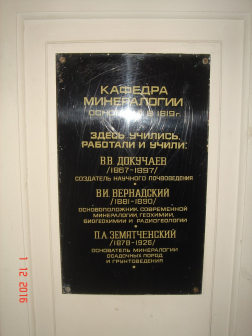 КАФЕДРА
МИНЕРАЛОГИИ
ОСНОВАНА В 1819 г.
ЗДЕСЬ УЧИЛИСЬ,
РАБОТАЛИ И УЧИЛИ:
В.В. ДОКУЧАЕВ
/1867-1897/
СОЗДАТЕЛЬ НАУЧНОГО ПОЧВОВЕДЕНИЯ
В.И. ВЕРНАДСКИЙ
/1881-1890/
ОСНОВОПОЛОЖНИК СОВРЕМЕННОЙ
МИНЕРАЛОГИИ, ГЕОХИМИИ,
БИОГЕОХИМИИ И РАДИОГЕОЛОГИИ
П.А. ЗЕМЯТЧЕНСКИЙ
/1878-1926/
ОСНОВАТЕЛЬ МИНЕРАЛОГИИ
ОСАДОЧНЫХ ПОРОД
И ГРУНТОВЕДЕНИЯ
1 12 2006